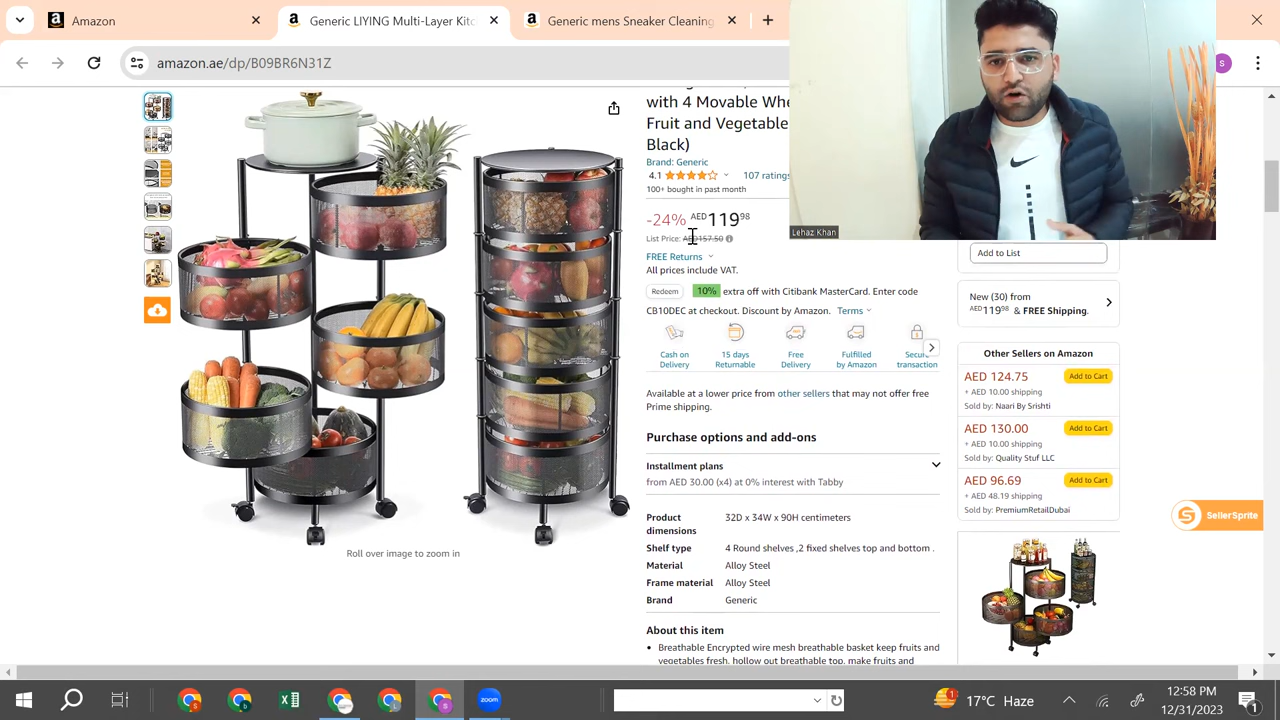 Amazon
Generic LIYING Multi-Layer Kitc
Generic mens Sneaker Cleaning
amazon.ae/dp/B09BR6N31Z
s
with 4 Movable Whe
Fruit and Vegetable
Black)
Brand: Generic
4.1
107 ratings
100+ bought in past month
-24% AED 119 98
List Price: AED157.50
FREE Returns
All prices include VAT.
Redeem 10% extra off with Citibank MasterCard. Enter code
CB10DEC at checkout. Discount by Amazon. Terms
Cash on Delivery
15 days Returnable
Free Delivery
Fulfilled by Amazon
Secure transaction
Available at a lower price from other sellers that may not offer free
Prime shipping.
Purchase options and add-ons
Installment plans
from AED 30.00 (x4) at 0% interest with Tabby
Product dimensions
32D x 34W x 90H centimeters
Shelf type
4 Round shelves ,2 fixed shelves top and bottom .
Material
Alloy Steel
Frame material
Alloy Steel
Brand
Generic
About this item
• Breathable Encrypted wire mesh breathable basket keep fruits and
vegetables fresh, hollow out breathable top, make fruits and
Roll over image to zoom in
Lehaz Khan
Add to List
New (30) from
AED119 98 & FREE Shipping.
Other Sellers on Amazon
AED 124.75
Add to Cart
+ AED 10.00 shipping
Sold by: Naari By Srishti
AED 130.00
Add to Cart
+ AED 10.00 shipping
Sold by: Quality Stuf LLC
AED 96.69
Add to Cart
+ AED 48.19 shipping
Sold by: PremiumRetailDubai
SellerSprite
zoom
17°C Haze
12:58 PM
12/31/2023